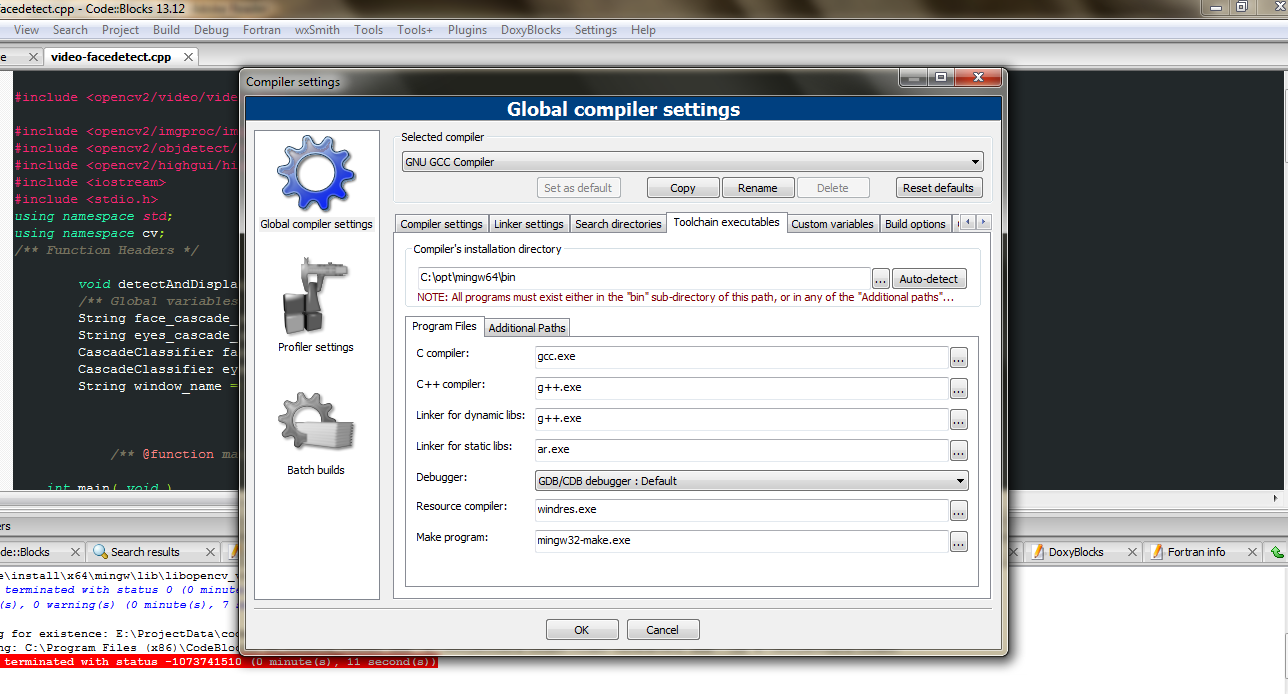 facedetect.cpp - Code::Blocks 13.12
View Search Project Build Debug Fortran wxSmith Tools Tools+ Plugins DoxyBlocks Settings Help
video-facedetect.cpp
#include <opencv2/video/vide
#include <opencv2/imgproc/im
#include <opencv2/objdetect/
#include <opencv2/highgui/hi
#include <iostream>
#include <stdio.h>
using namespace std;
using namespace cv;
/** Function Headers */
void detectAndDispla
/** Global variables
String face_cascade_
String eyes_cascade_
CascadeClassifier fa
CascadeClassifier ey
String window_name =
/** @function ma
int main( void )
Compiler settings
Global compiler settings
Global compiler settings
Profiler settings
Batch builds
Selected compiler
GNU GCC Compiler
Set as default Copy Rename Delete Reset defaults
Compiler settings Linker settings Search directories Toolchain executables Custom variables Build options
Compiler's installation directory
C:\opt\mingw64\bin ... Auto-detect
NOTE: All programs must exist either in the "bin" sub-directory of this path, or in any of the "Additional paths"...
Program Files Additional Paths
C compiler: gcc.exe ...
C++ compiler: g++.exe ...
Linker for dynamic libs: g++.exe ...
Linker for static libs: ar.exe ...
Debugger: GDB/CDB debugger : Default
Resource compiler: windres.exe ...
Make program: mingw32-make.exe ...
OK Cancel
ers
de::Blocks Search results DoxyBlocks Fortran info
e\install\x64\mingw\lib\libopencv_v
terminated with status 0 (0 minute
(s), 0 warning(s) (0 minute(s), 7 s
g for existence: E:\ProjectData\cod
ng: C:\Program Files (x86)\CodeBloc
terminated with status -1073741510 (0 minute(s), 11 second(s))